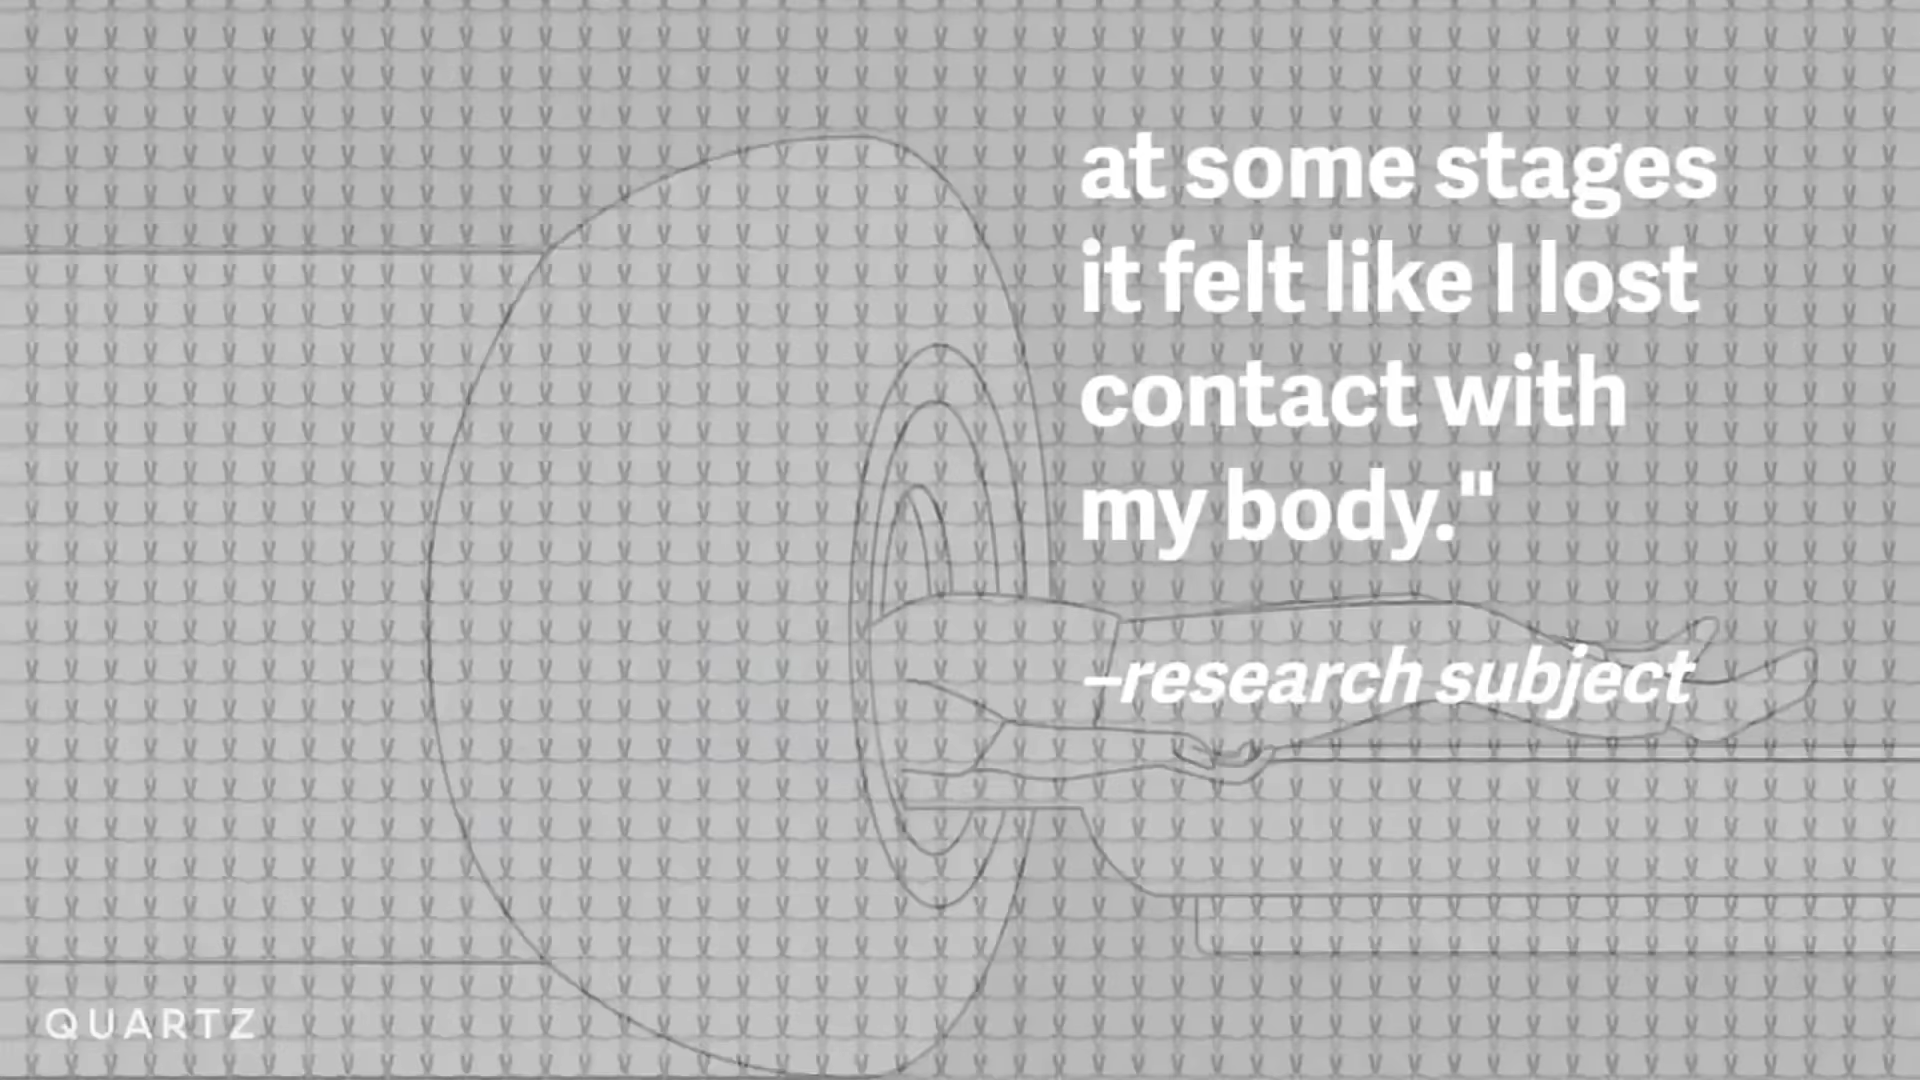 at some stages
it felt like I lost
contact with
my body."
–research subject
QUARTZ